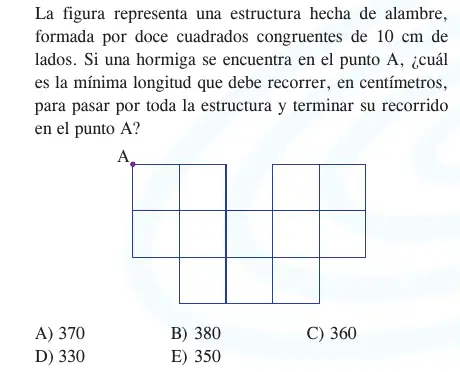 La figura representa una estructura hecha de alambre,
formada por doce cuadrados congruentes de 10 cm de
lados. Si una hormiga se encuentra en el punto A, ¿cuál
es la mínima longitud que debe recorrer, en centímetros,
para pasar por toda la estructura y terminar su recorrido
en el punto A?
A
A) 370 B) 380 C) 360
D) 330 E) 350